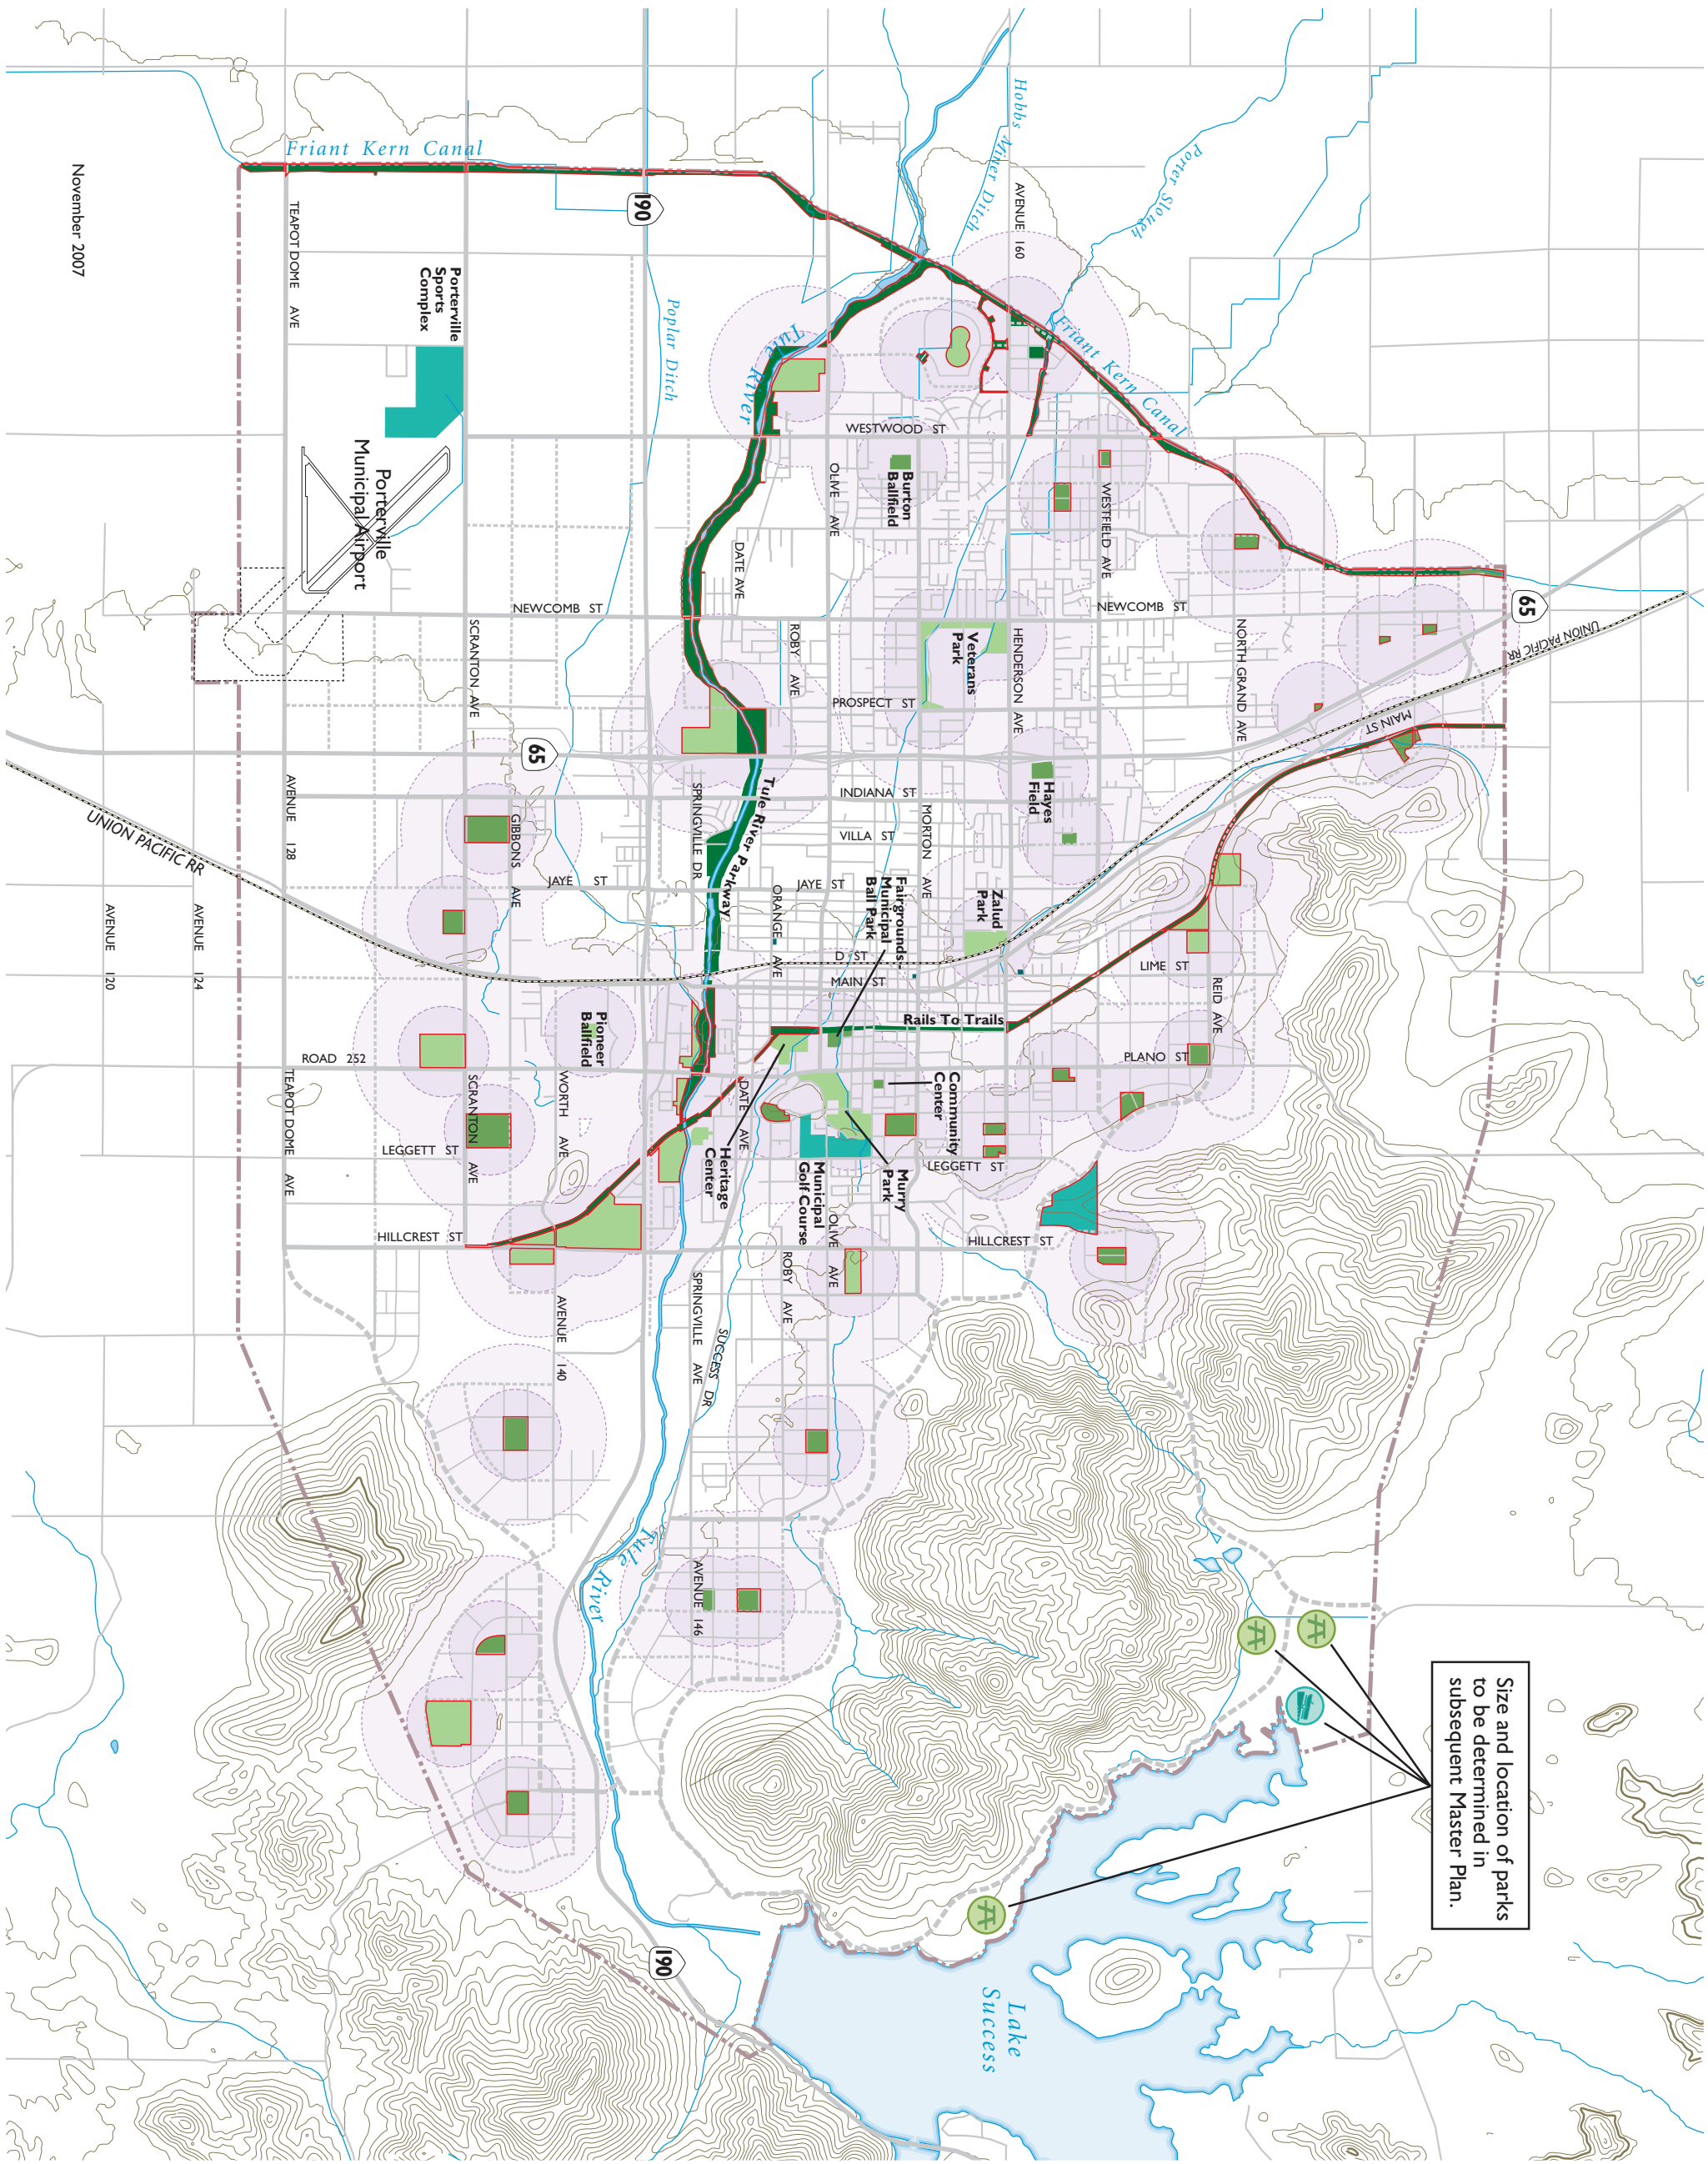 November 2007
Friant Kern Canal
Hobbs Miner Ditch
Porter Slough
AVENUE 160
190
TEAPOT DOME AVE
Porterville
Sports
Complex
Poplar Ditch
Tule River
Friant Kern Canal
WESTWOOD ST
Porterville
Municipal Airport
OLIVE AVE
Burton
Ballfield
WESTFIELD AVE
DATE AVE
NEWCOMB ST
NEWCOMB ST
65
UNION PACIFIC RR
SCRANTON AVE
ROBY AVE
Veterans
Park
HENDERSON AVE
NORTH GRAND AVE
PROSPECT ST
MAIN ST
65
AVENUE 128
GIBBONS AVE
SPRINGVILLE DR
Tule River Parkway
INDIANA ST
VILLA ST
MORTON AVE
Hayes
Field
UNION PACIFIC RR
JAYE ST
JAYE ST
ORANGE AVE
Fairgrounds -
Municipal
Ball Park
Zalud
Park
AVENUE 120
AVENUE 124
D ST
MAIN ST
LIME ST
REID AVE
Rails To Trails
Pioneer
Ballfield
ROAD 252
PLANO ST
TEAPOT DOME AVE
SCRANTON AVE
WORTH AVE
DATE AVE
Community
Center
LEGGETT ST
LEGGETT ST
Heritage
Center
Municipal
Golf Course
Murry
Park
HILLCREST ST
HILLCREST ST
OLIVE AVE
ROBY AVE
SPRINGVILLE AVE
SUCCESS DR
AVENUE 140
Tule River
AVENUE 146
Size and location of parks
to be determined in
subsequent Master Plan.
190
Lake
Success